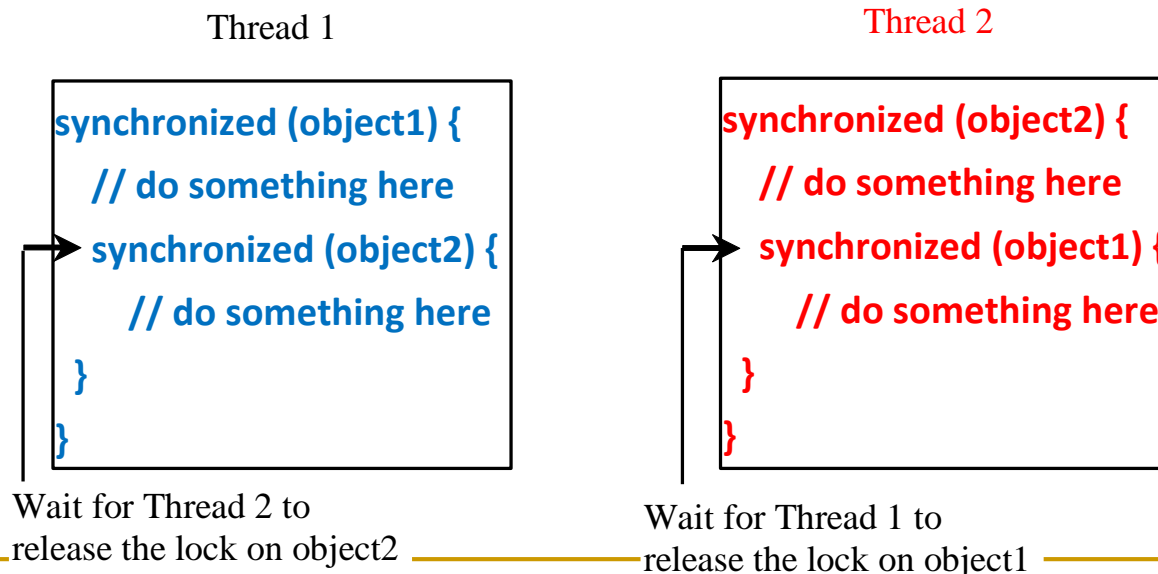 Thread 1
synchronized (object1) {
// do something here
synchronized (object2) {
// do something here
}
}
Wait for Thread 2 to
release the lock on object2
Thread 2
synchronized (object2) {
// do something here
synchronized (object1) {
// do something here
}
}
Wait for Thread 1 to
release the lock on object1